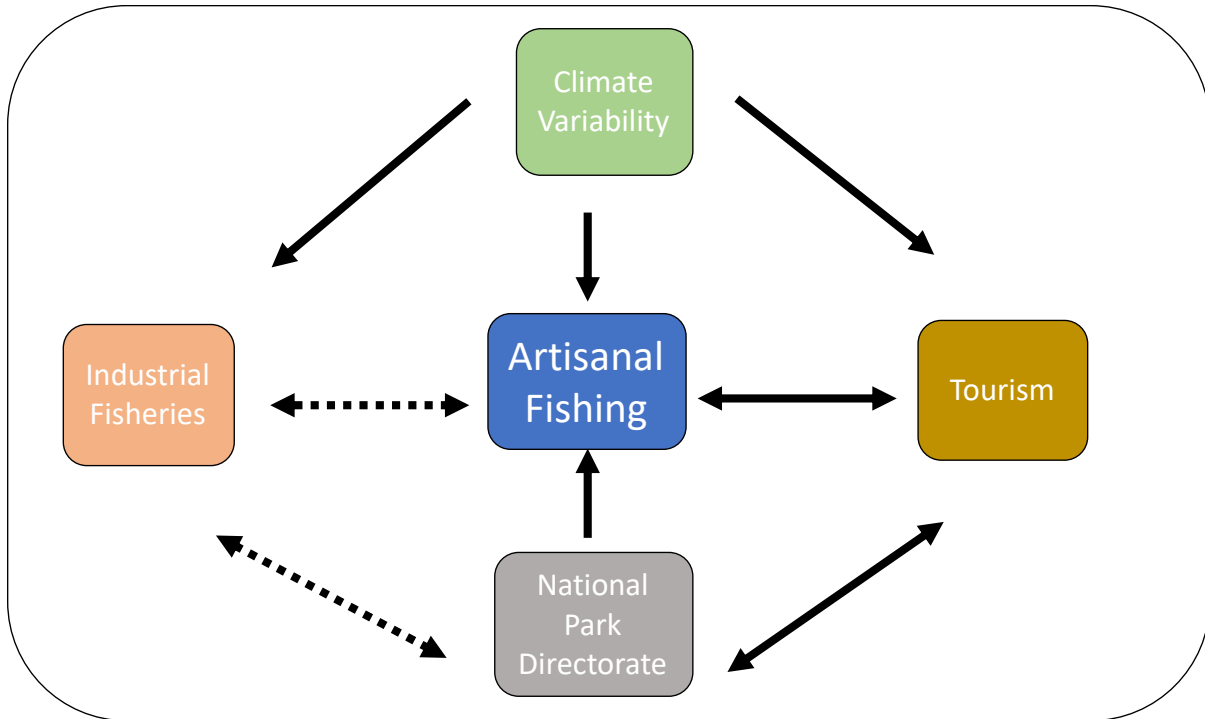 Climate
Variability
Industrial
Fisheries
Artisanal
Fishing
Tourism
National
Park
Directorate